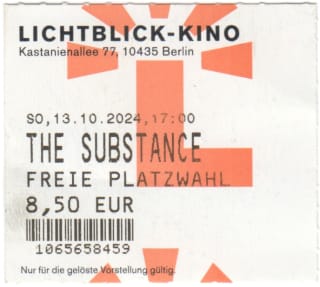 LICHTBLICK-KINO
Kastanienallee 77, 10435 Berlin
SO,13.10.2024,17:00
THE SUBSTANCE
FREIE PLATZWAHL
8,50 EUR
1065658459
Nur für die gelöste Vorstellung gültig.